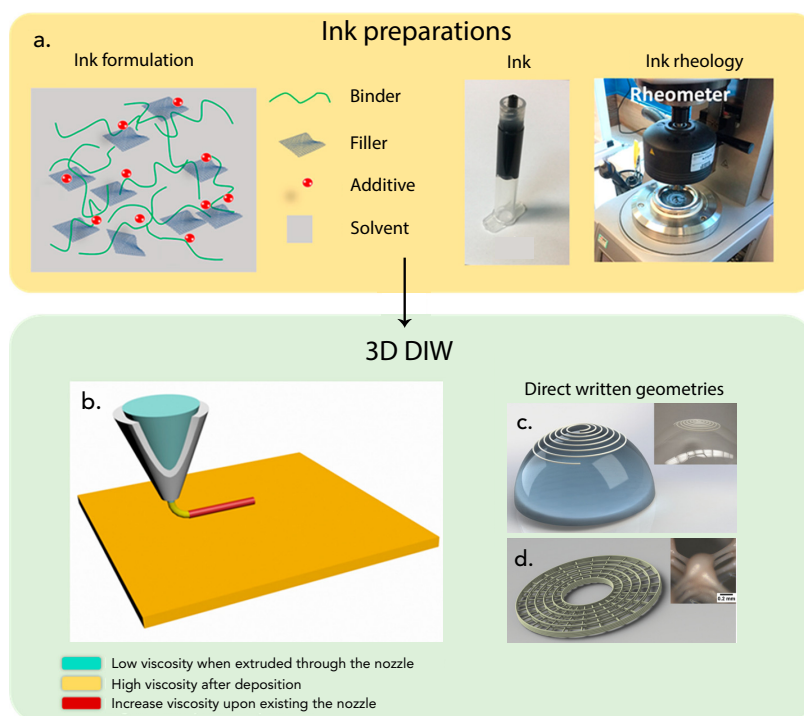 a.
Ink preparations
Ink formulation
Binder
Filler
Additive
Solvent
Ink
Ink rheology
Rheometer
3D DIW
b.
Low viscosity when extruded through the nozzle
High viscosity after deposition
Increase viscosity upon existing the nozzle
Direct written geometries
c.
d.
0.2 mm